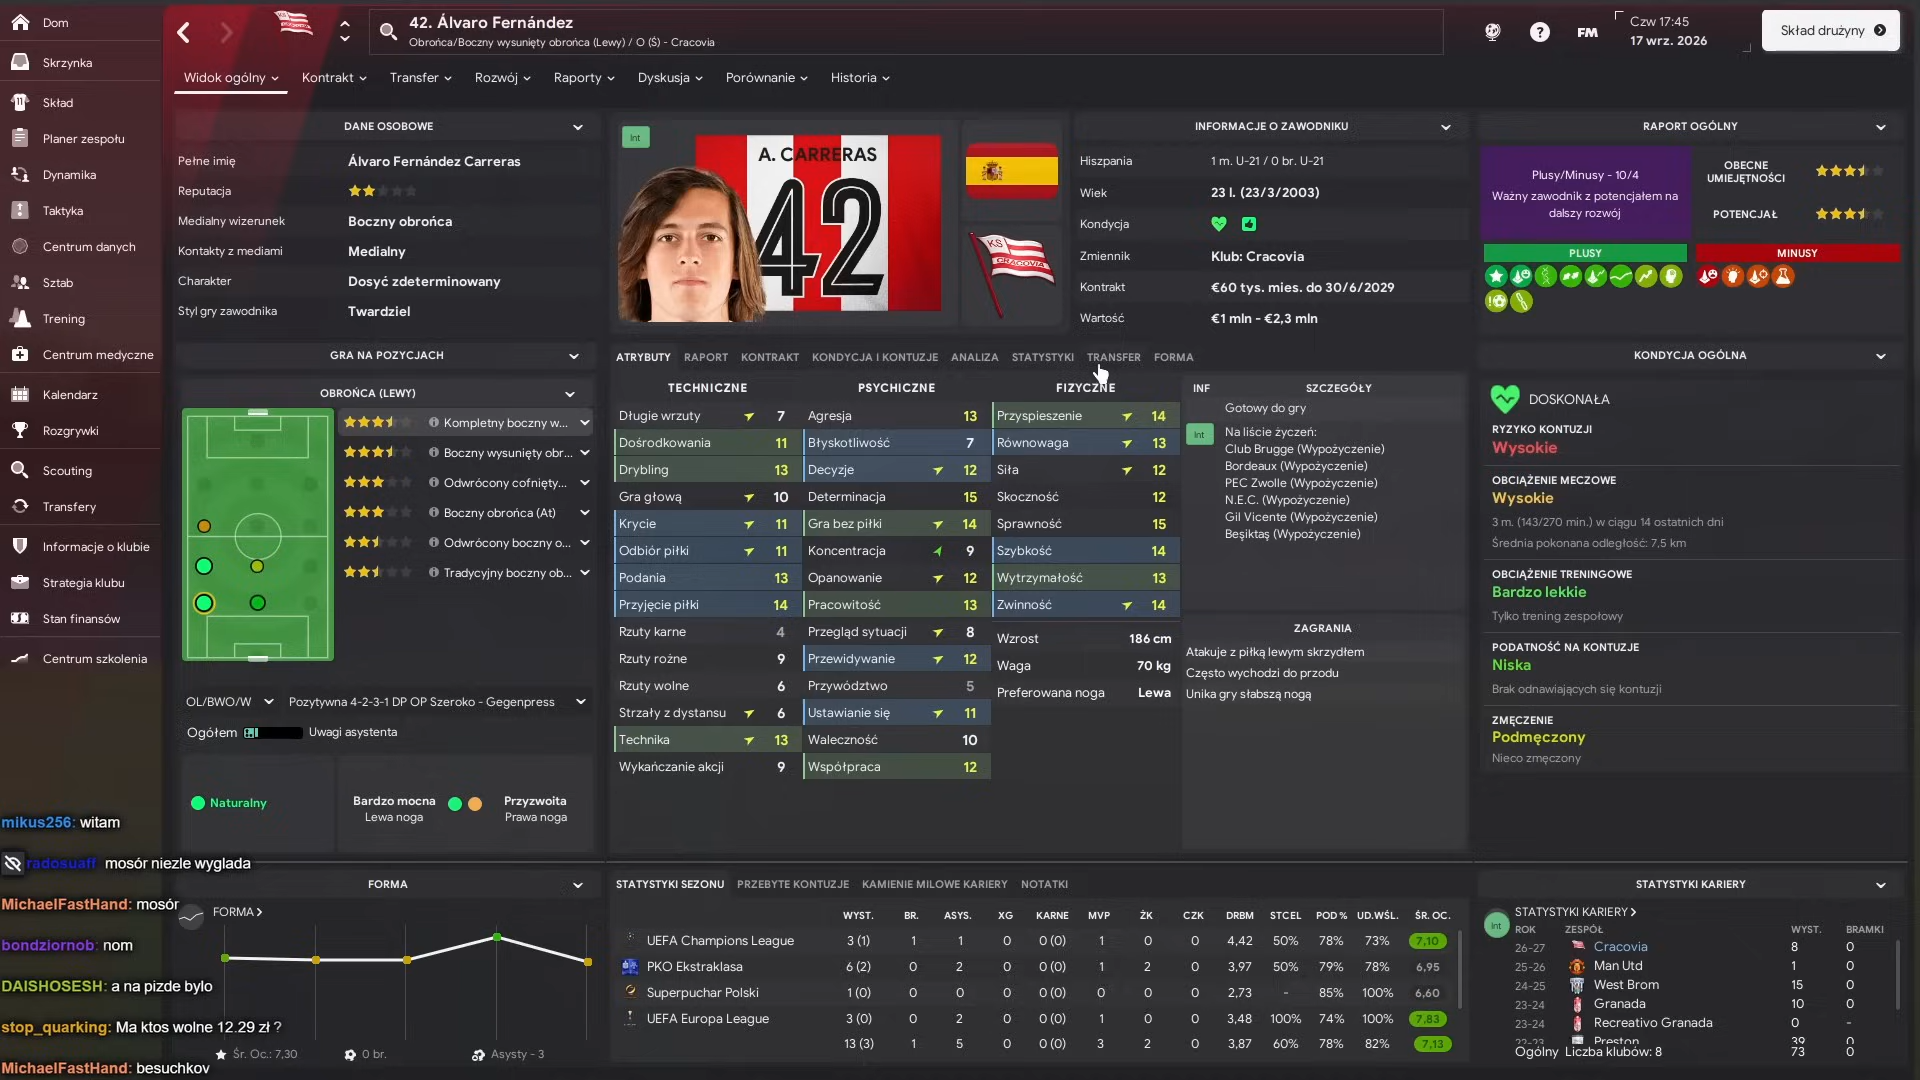 Dom
Skrzynka
Skład
Planer zespołu
Dynamika
Taktyka
Centrum danych
Sztab
Trening
Centrum medyczne
Kalendarz
Rozgrywki
Scouting
Transfery
Informacje o klubie
Strategia klubu
Stan finansów
Centrum szkolenia
42. Álvaro Fernández
Obrońca/Boczny wysunięty obrońca (Lewy) / O (Ś) - Cracovia
FM
Czw 17:45
17 wrz. 2026
Skład drużyny
Widok ogólny Kontrakt Transfer Rozwój Raporty Dyskusja Porównanie Historia
DANE OSOBOWE
Pełne imię Álvaro Fernández Carreras
Reputacja
Medialny wizerunek Boczny obrońca
Kontakty z mediami Medialny
Charakter Dosyć zdeterminowany
Styl gry zawodnika Twardziel
Int
A. CARRERAS
42
KS
CRACOVIA
INFORMACJE O ZAWODNIKU
Hiszpania 1 m. U-21 / 0 br. U-21
Wiek 23 l. (23/3/2003)
Kondycja
Zmiennik Klub: Cracovia
Kontrakt €60 tys. mies. do 30/6/2029
Wartość €1 mln - €2,3 mln
RAPORT OGÓLNY
Plusy/Minusy - 10/4
Ważny zawodnik z potencjałem na
dalszy rozwój
OBECNE
UMIEJĘTNOŚCI
POTENCJAŁ
PLUSY MINUSY
GRA NA POZYCJACH
OBROŃCA (LEWY)
Kompletny boczny w...
Boczny wysunięty obr...
Odwrócony cofnięty...
Boczny obrońca (At)
Odwrócony boczny o...
Tradycyjny boczny ob...
OL/BWO/W Pozytywna 4-2-3-1 DP OP Szeroko - Gegenpress
Ogółem Uwagi asystenta
Naturalny
Bardzo mocna
Lewa noga
Przyzwoita
Prawa noga
ATRYBUTY RAPORT KONTRAKT KONDYCJA I KONTUZJE ANALIZA STATYSTYKI TRANSFER FORMA
TECHNICZNE
Długie wrzuty 7
Dośrodkowania 11
Drybling 13
Gra głową 10
Krycie 11
Odbiór piłki 11
Podania 13
Przyjęcie piłki 14
Rzuty karne 4
Rzuty rożne 9
Rzuty wolne 6
Strzały z dystansu 6
Technika 13
Wykańczanie akcji 9
PSYCHICZNE
Agresja 13
Błyskotliwość 7
Decyzje 12
Determinacja 15
Gra bez piłki 14
Koncentracja 9
Opanowanie 12
Pracowitość 13
Przegląd sytuacji 8
Przewidywanie 12
Przywództwo 5
Ustawianie się 11
Waleczność 10
Współpraca 12
FIZYCZNE
Przyspieszenie 14
Równowaga 13
Siła 12
Skoczność 12
Sprawność 15
Szybkość 14
Wytrzymałość 13
Zwinność 14
Wzrost 186 cm
Waga 70 kg
Preferowana noga Lewa
INF SZCZEGÓŁY
Gotowy do gry
Int
Na liście życzeń:
Club Brugge (Wypożyczenie)
Bordeaux (Wypożyczenie)
PEC Zwolle (Wypożyczenie)
N.E.C. (Wypożyczenie)
Gil Vicente (Wypożyczenie)
Beşiktaş (Wypożyczenie)
ZAGRANIA
Atakuje z piłką lewym skrzydłem
Często wychodzi do przodu
Unika gry słabszą nogą
KONDYCJA OGÓLNA
DOSKONAŁA
RYZYKO KONTUZJI
Wysokie
OBCIĄŻENIE MECZOWE
Wysokie
3 m. (143/270 min.) w ciągu 14 ostatnich dni
Średnia pokonana odległość: 7,5 km
OBCIĄŻENIE TRENINGOWE
Bardzo lekkie
Tylko trening zespołowy
PODATNOŚĆ NA KONTUZJE
Niska
Brak odnawiających się kontuzji
ZMĘCZENIE
Podmęczony
Nieco zmęczony
mikus256: witam
radosuaff mosór niezle wyglada
MichaelFastHand: mosór
bondziornob: nom
DAISHOSESH: a na pizde bylo
stop_quarking: Ma ktos wolne 12.29 zł ?
MichaelFastHand: besuchkov
FORMA
FORMA
Śr. Oc.: 7,30 0 br. Asysty - 3
STATYSTYKI SEZONU PRZEBYTE KONTUZJE KAMIENIE MILOWE KARIERY NOTATKI
WYST. BR. ASYS. XG KARNE MVP ŻK CZK DRBM STCEL POD % UD.WŚL. ŚR. OC.
UEFA Champions League 3 (1) 1 1 0 0 (0) 1 0 0 4,42 50% 78% 73% 7,10
PKO Ekstraklasa 6 (2) 0 2 0 0 (0) 1 2 0 3,97 50% 79% 78% 6,95
Superpuchar Polski 1 (0) 0 0 0 0 (0) 0 0 0 2,73 - 85% 100% 6,60
UEFA Europa League 3 (0) 0 2 0 0 (0) 1 0 0 3,48 100% 74% 100% 7,83
13 (3) 1 5 0 0 (0) 3 2 0 3,87 60% 78% 82% 7,13
STATYSTYKI KARIERY
Int
STATYSTYKI KARIERY
ROK ZESPÓŁ WYST. BRAMKI
26-27 Cracovia 8 0
25-26 Man Utd 1 0
24-25 West Brom 15 0
23-24 Granada 10 0
23-24 Recreativo Granada 0 -
22-23 Preston 39 0
Ogólny Liczba klubów: 8 73 0